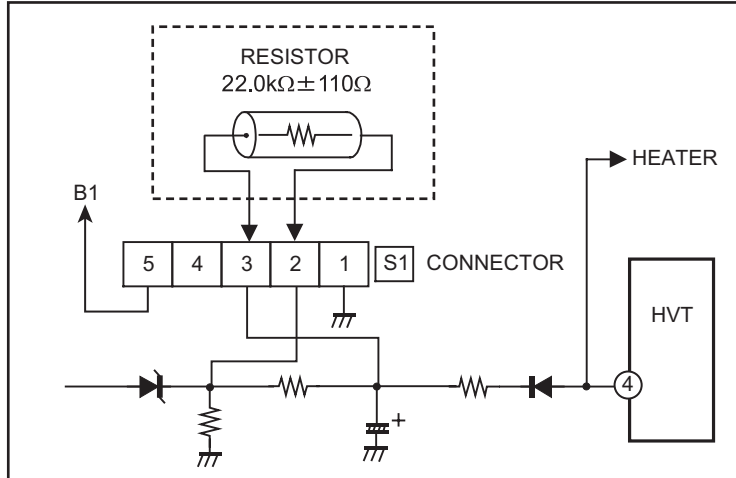 RESISTOR
22.0kΩ±110Ω
HEATER
B1
5 4 3 2 1 S1 CONNECTOR
HVT
4
+